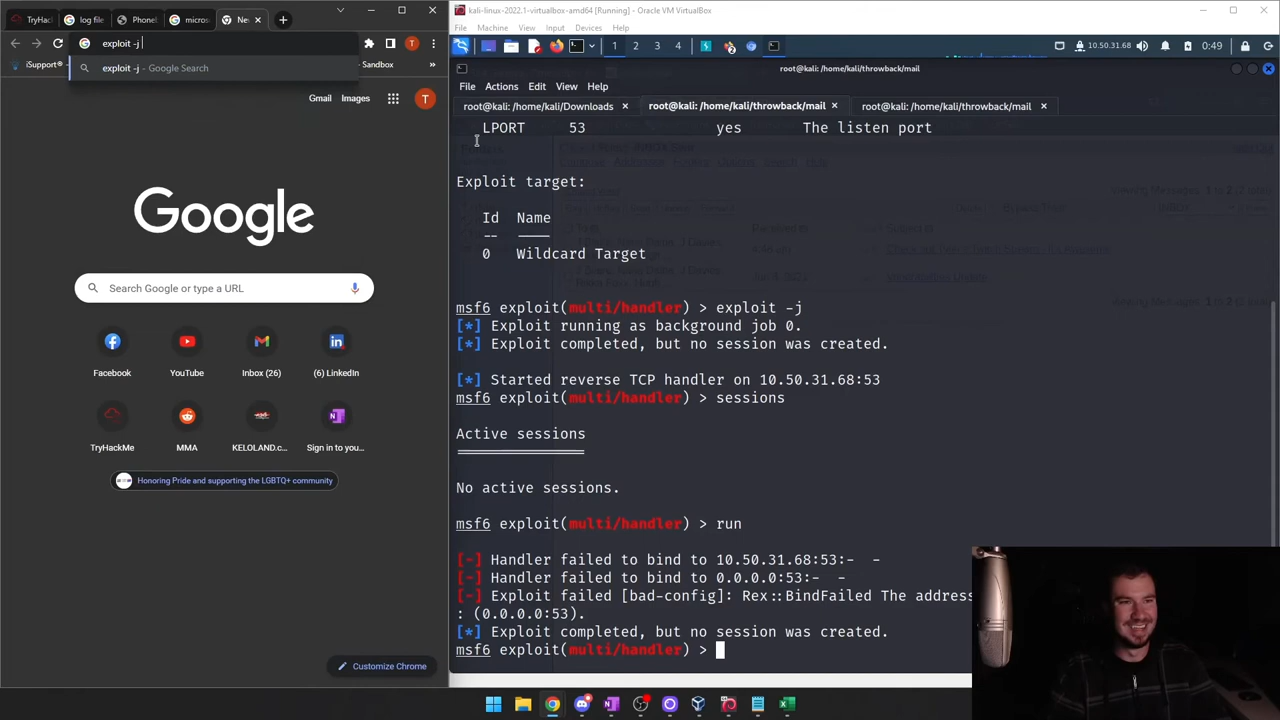 TryHac
log file
PhoneI
micros
Ne
exploit -j
exploit -j - Google Search
iSupport
Sandbox
Gmail
Images
T
Google
Search Google or type a URL
Facebook
YouTube
Inbox (26)
(6) LinkedIn
TryHackMe
MMA
KELOLAND.c...
Sign in to you...
Honoring Pride and supporting the LGBTQ+ community
Customize Chrome
kali-linux-2022.1-virtualbox-amd64 [Running] - Oracle VM VirtualBox
File Machine View Input Devices Help
1 2 3 4
10.50.31.68
0:49
root@kali: /home/kali/throwback/mail
File Actions Edit View Help
root@kali: /home/kali/Downloads
root@kali: /home/kali/throwback/mail
root@kali: /home/kali/throwback/mail
LPORT 53 yes The listen port
Exploit target:
Id Name
-- ----
0 Wildcard Target
msf6 exploit(multi/handler) > exploit -j
[*] Exploit running as background job 0.
[*] Exploit completed, but no session was created.
[*] Started reverse TCP handler on 10.50.31.68:53
msf6 exploit(multi/handler) > sessions
Active sessions
===============
No active sessions.
msf6 exploit(multi/handler) > run
[-] Handler failed to bind to 10.50.31.68:53:- -
[-] Handler failed to bind to 0.0.0.0:53:- -
[-] Exploit failed [bad-config]: Rex::BindFailed The address
: (0.0.0.0:53).
[*] Exploit completed, but no session was created.
msf6 exploit(multi/handler) >